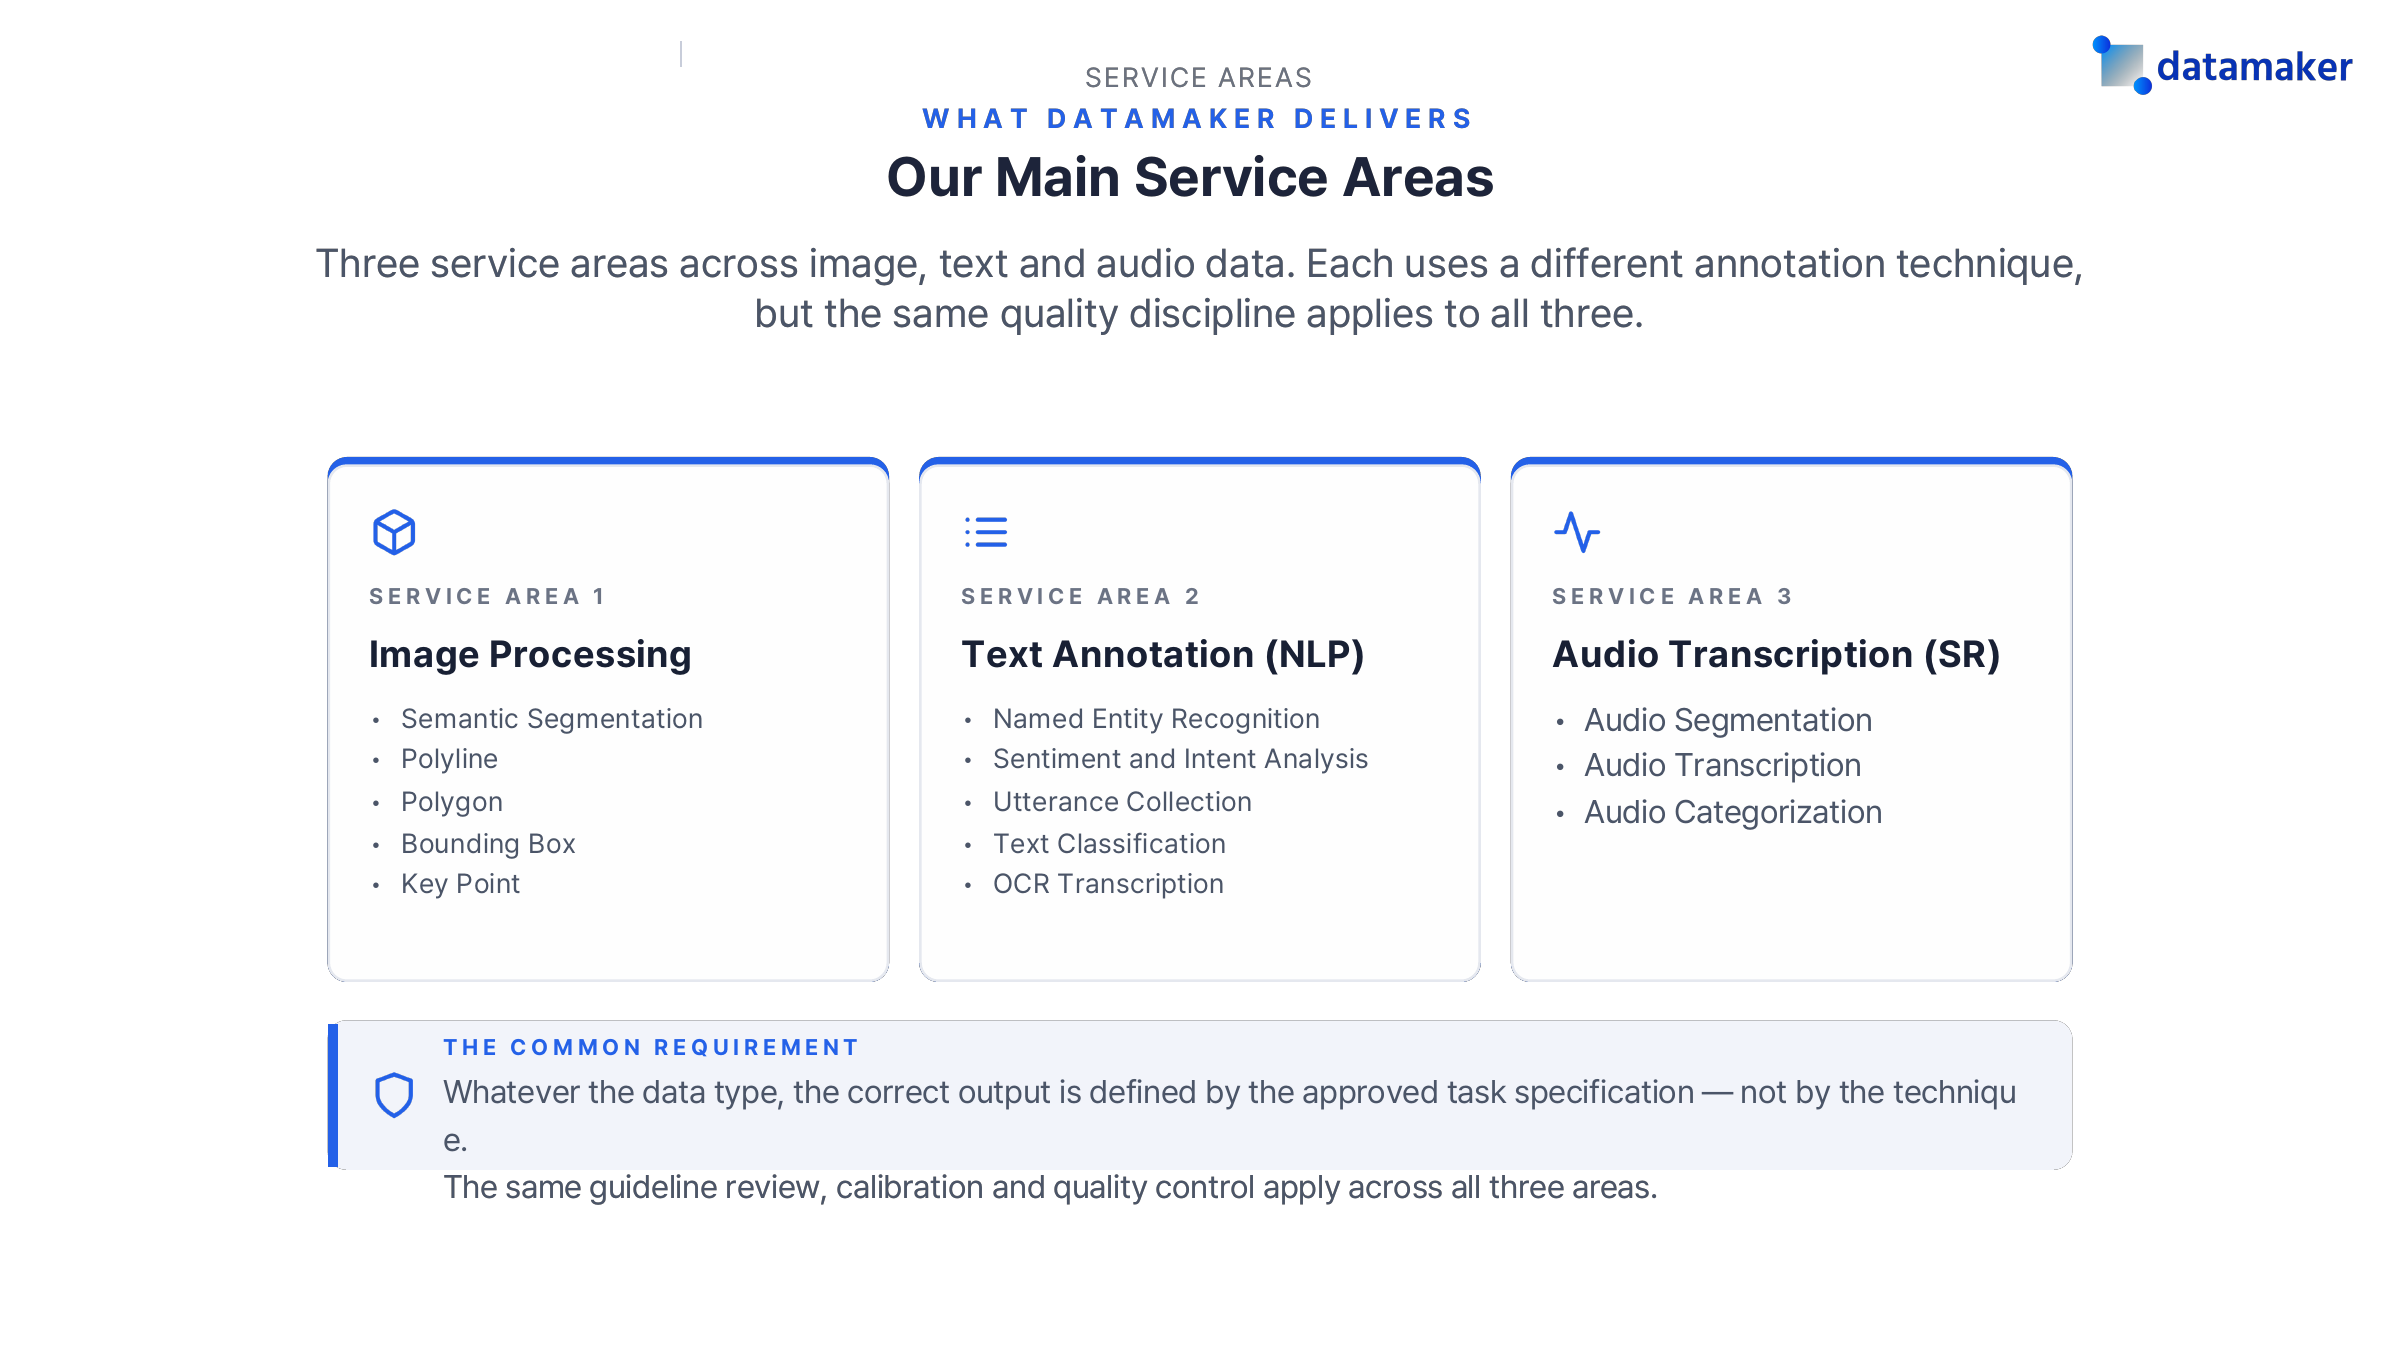 datamaker
SERVICE AREAS
WHAT DATAMAKER DELIVERS
Our Main Service Areas
Three service areas across image, text and audio data. Each uses a different annotation technique,
but the same quality discipline applies to all three.
SERVICE AREA 1
Image Processing
• Semantic Segmentation
• Polyline
• Polygon
• Bounding Box
• Key Point
SERVICE AREA 2
Text Annotation (NLP)
• Named Entity Recognition
• Sentiment and Intent Analysis
• Utterance Collection
• Text Classification
• OCR Transcription
SERVICE AREA 3
Audio Transcription (SR)
• Audio Segmentation
• Audio Transcription
• Audio Categorization
THE COMMON REQUIREMENT
Whatever the data type, the correct output is defined by the approved task specification — not by the techniqu
e.
The same guideline review, calibration and quality control apply across all three areas.